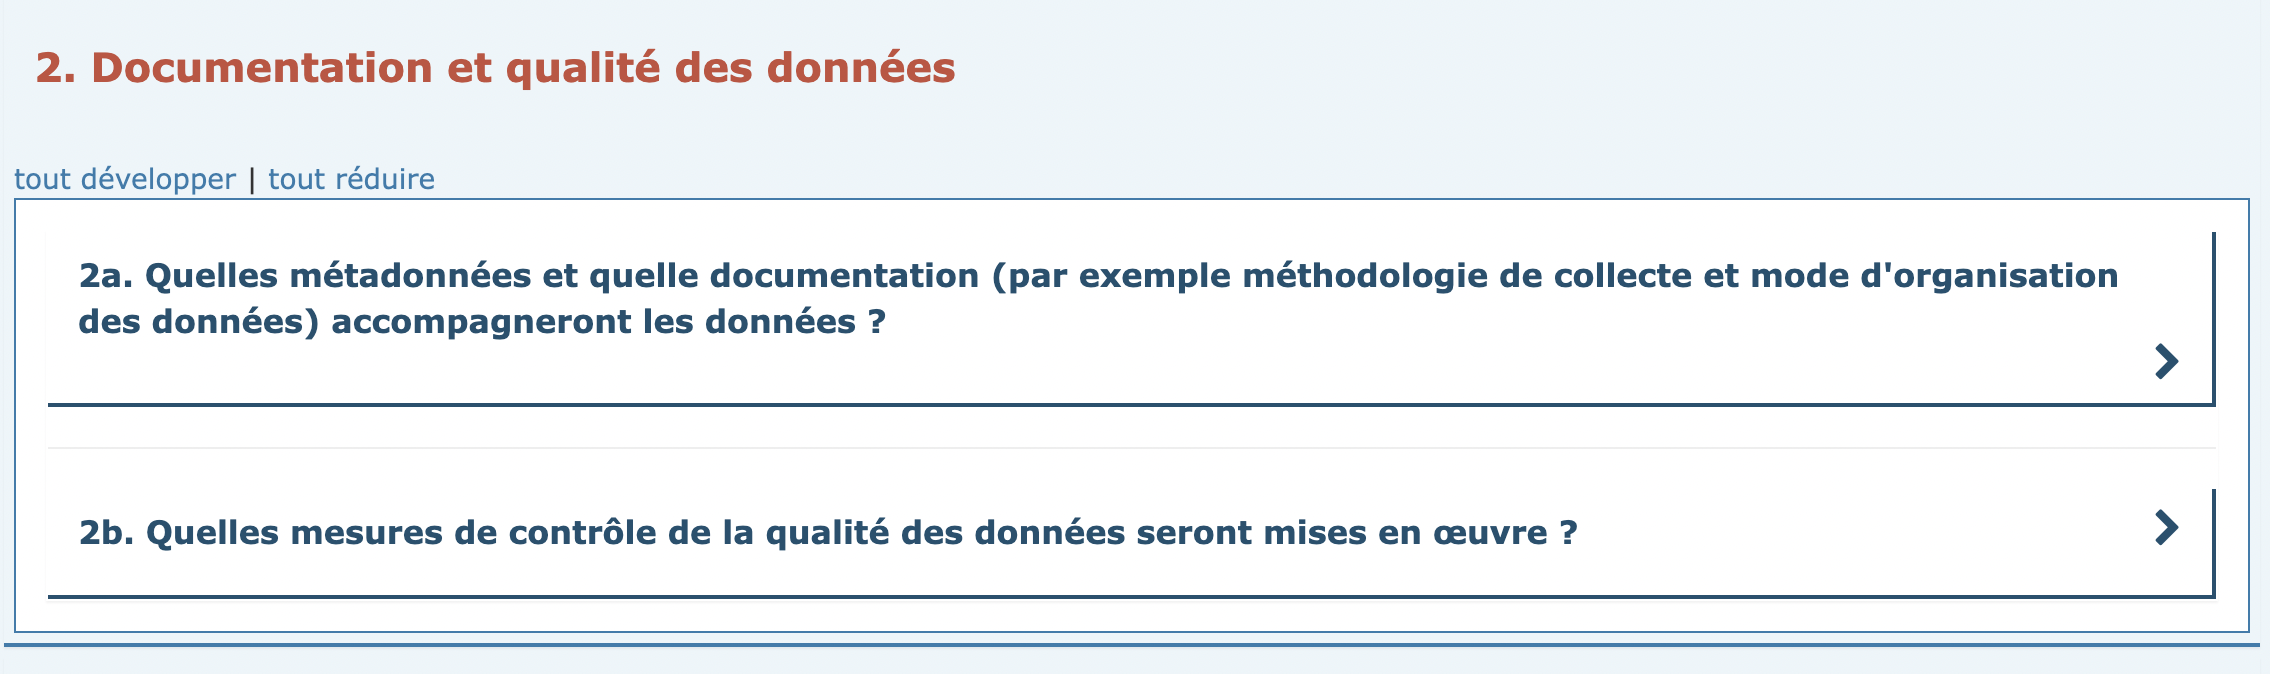 2. Documentation et qualité des données
tout développer | tout réduire
2a. Quelles métadonnées et quelle documentation (par exemple méthodologie de collecte et mode d'organisation
des données) accompagneront les données ?
2b. Quelles mesures de contrôle de la qualité des données seront mises en œuvre ?